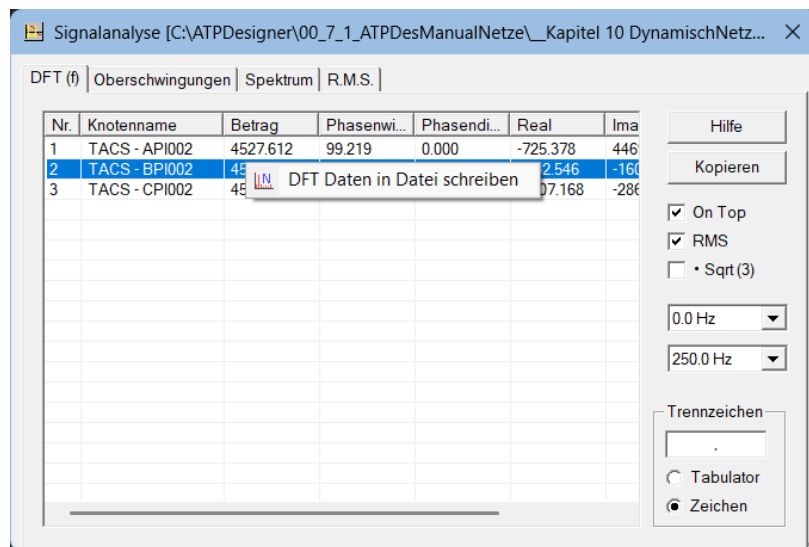 Signalanalyse [C:\ATPDesigner\00_7_1_ATPDesManualNetze\__Kapitel 10 DynamischNetz...
DFT (f) Oberschwingungen Spektrum R.M.S.
Nr. Knotenname Betrag Phasenwi... Phasendi... Real Ima
1 TACS - API002 4527.612 99.219 0.000 -725.378 446
2 TACS - BPI002 45 2.546 -160
3 TACS - CPI002 45 07.168 -286
DFT Daten in Datei schreiben
Hilfe
Kopieren
On Top
RMS
• Sqrt (3)
0.0 Hz
250.0 Hz
Trennzeichen
.
Tabulator
Zeichen